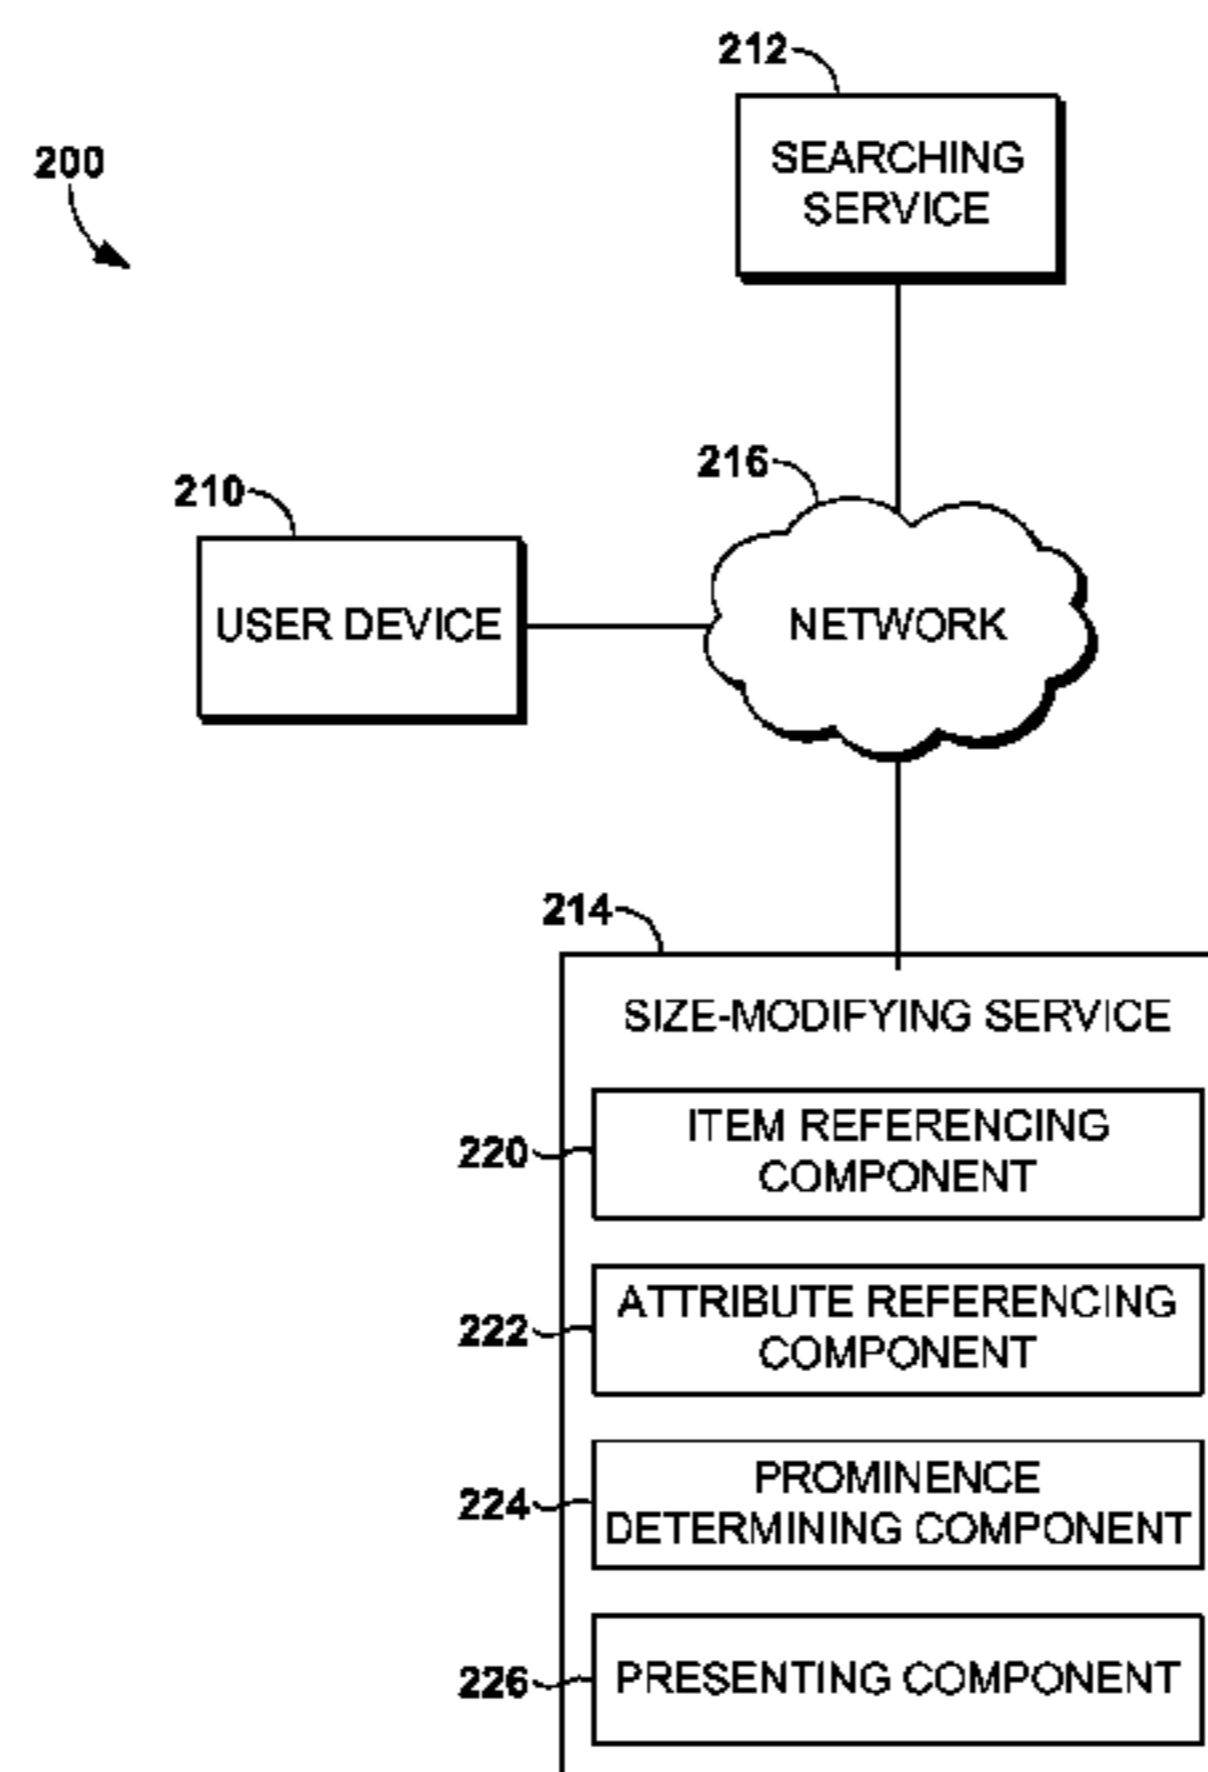 212
SEARCHING
SERVICE
200
216
210
USER DEVICE
NETWORK
214
SIZE-MODIFYING SERVICE
220
ITEM REFERENCING
COMPONENT
222
ATTRIBUTE REFERENCING
COMPONENT
224
PROMINENCE
DETERMINING COMPONENT
226
PRESENTING COMPONENT